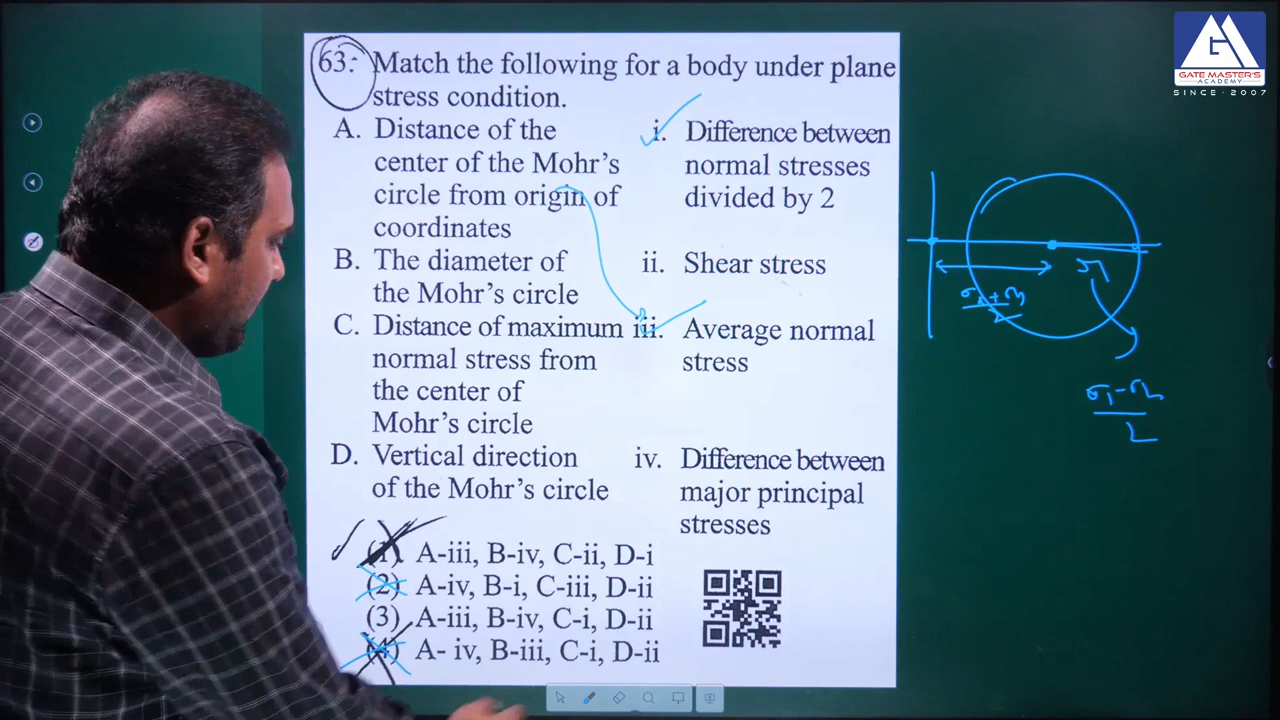 63. Match the following for a body under plane
stress condition.
A. Distance of the
center of the Mohr's
circle from origin of
coordinates
i. Difference between
normal stresses
divided by 2
B. The diameter of
the Mohr's circle
ii. Shear stress
C. Distance of maximum
normal stress from
the center of
Mohr's circle
iii. Average normal
stress
D. Vertical direction
of the Mohr's circle
iv. Difference between
major principal
stresses
(1) A-iii, B-iv, C-ii, D-i
(2) A-iv, B-i, C-iii, D-ii
(3) A-iii, B-iv, C-i, D-ii
(4) A- iv, B-iii, C-i, D-ii
σ₁-σ₂
2
GATE MASTER'S
ACADEMY
SINCE · 2007